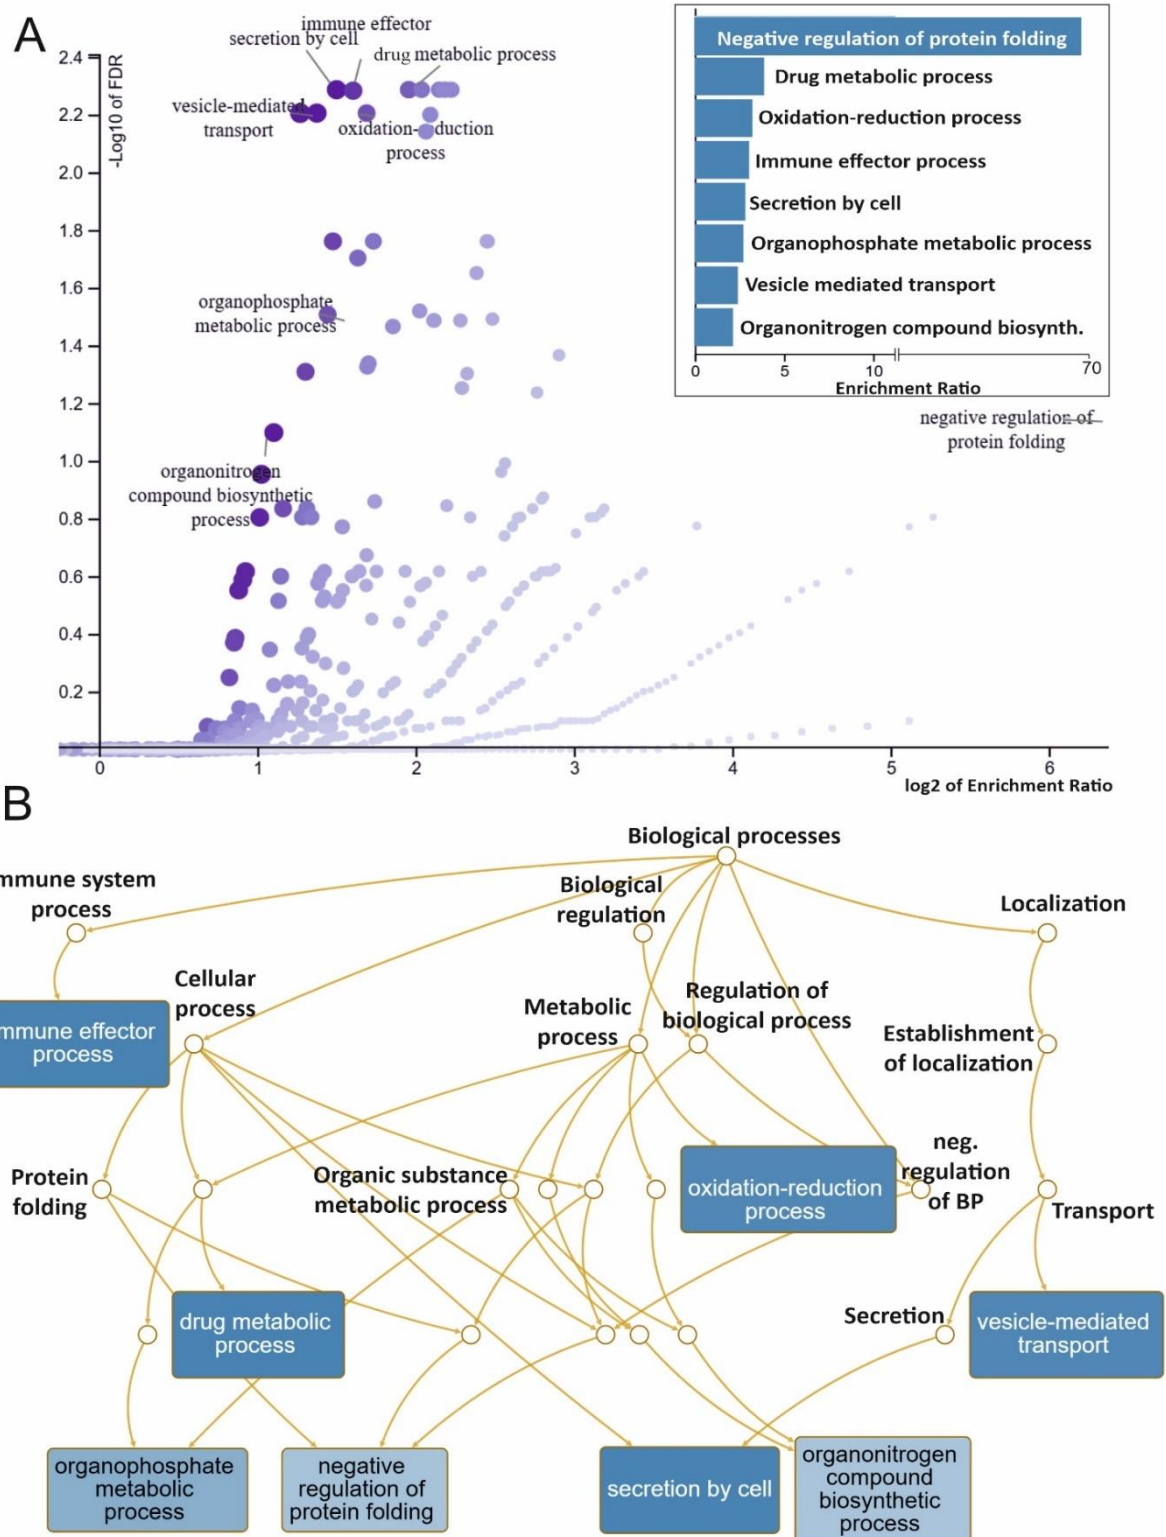 A
immune effector
secretion by cell
drug metabolic process
vesicle-mediated
transport
oxidation-reduction
process
organophosphate
metabolic process
organonitrogen
compound biosynthetic
process
negative regulation of
protein folding
-Log10 of FDR
2.4
2.2
2.0
1.8
1.6
1.4
1.2
1.0
0.8
0.6
0.4
0.2
0
1
2
3
4
5
6
log2 of Enrichment Ratio
Negative regulation of protein folding
Drug metabolic process
Oxidation-reduction process
Immune effector process
Secretion by cell
Organophosphate metabolic process
Vesicle mediated transport
Organonitrogen compound biosynth.
0
5
10
70
Enrichment Ratio
B
Biological processes
mmune system
process
Biological
regulation
Localization
Cellular
process
Metabolic
process
Regulation of
biological process
Establishment
of localization
mmune effector
process
Protein
folding
Organic substance
metabolic process
oxidation-reduction
process
neg.
regulation
of BP
Transport
drug metabolic
process
Secretion
vesicle-mediated
transport
organophosphate
metabolic
process
negative
regulation of
protein folding
secretion by cell
organonitrogen
compound
biosynthetic
process